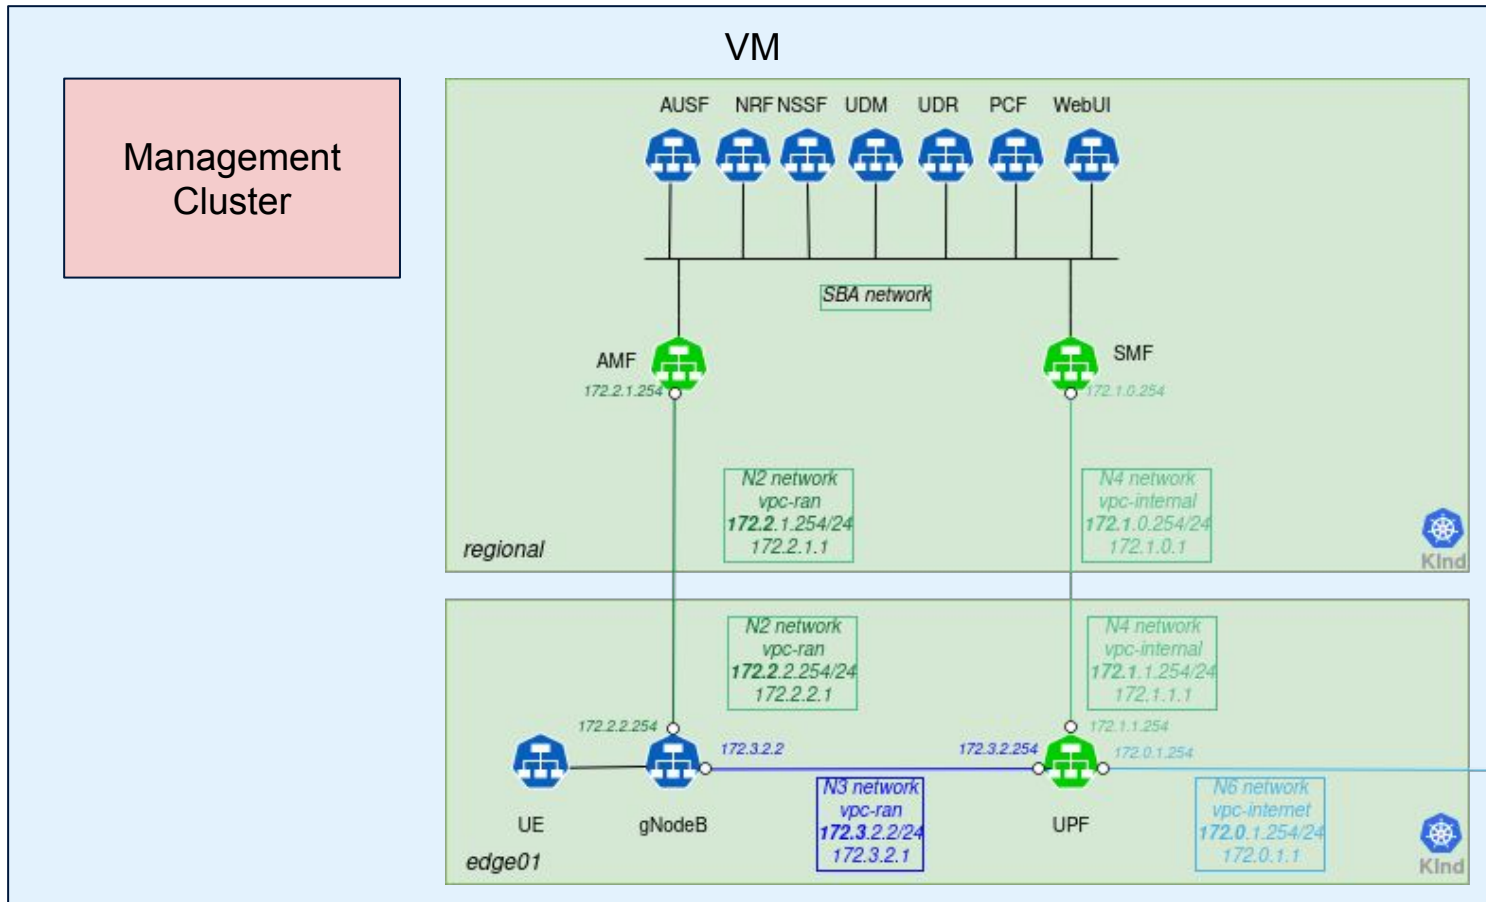 VM
Management
Cluster
AUSF
NRF
NSSF
UDM
UDR
PCF
WebUI
SBA network
AMF
172.2.1.254
SMF
172.1.0.254
N2 network
vpc-ran
172.2.1.254/24
172.2.1.1
N4 network
vpc-internal
172.1.0.254/24
172.1.0.1
regional
KInd
N2 network
vpc-ran
172.2.2.254/24
172.2.2.1
N4 network
vpc-internal
172.1.1.254/24
172.1.1.1
172.2.2.254
172.3.2.2
172.3.2.254
172.1.1.254
172.0.1.254
UE
gNodeB
N3 network
vpc-ran
172.3.2.2/24
172.3.2.1
UPF
N6 network
vpc-internet
172.0.1.254/24
172.0.1.1
edge01
KInd